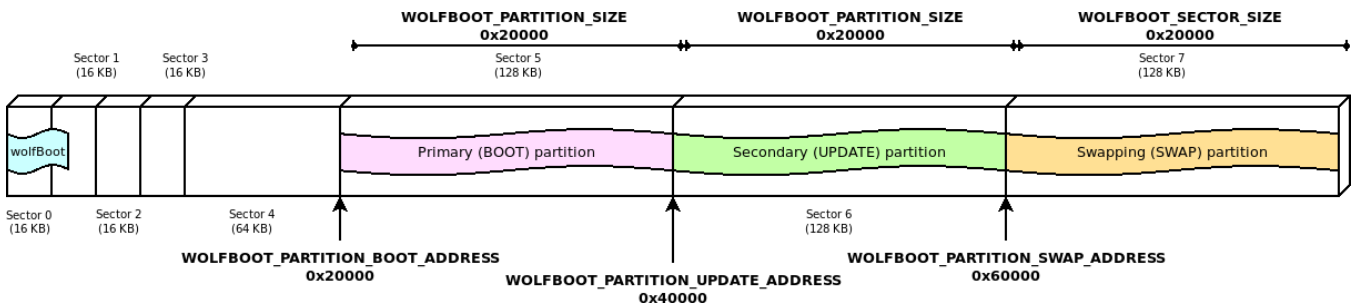 WOLFBOOT_PARTITION_SIZE
0x20000
WOLFBOOT_PARTITION_SIZE
0x20000
WOLFBOOT_SECTOR_SIZE
0x20000
Sector 1
(16 KB)
Sector 3
(16 KB)
Sector 5
(128 KB)
Sector 7
(128 KB)
wolfBoot
Primary (BOOT) partition
Secondary (UPDATE) partition
Swapping (SWAP) partition
Sector 0
(16 KB)
Sector 2
(16 KB)
Sector 4
(64 KB)
Sector 6
(128 KB)
WOLFBOOT_PARTITION_BOOT_ADDRESS
0x20000
WOLFBOOT_PARTITION_UPDATE_ADDRESS
0x40000
WOLFBOOT_PARTITION_SWAP_ADDRESS
0x60000